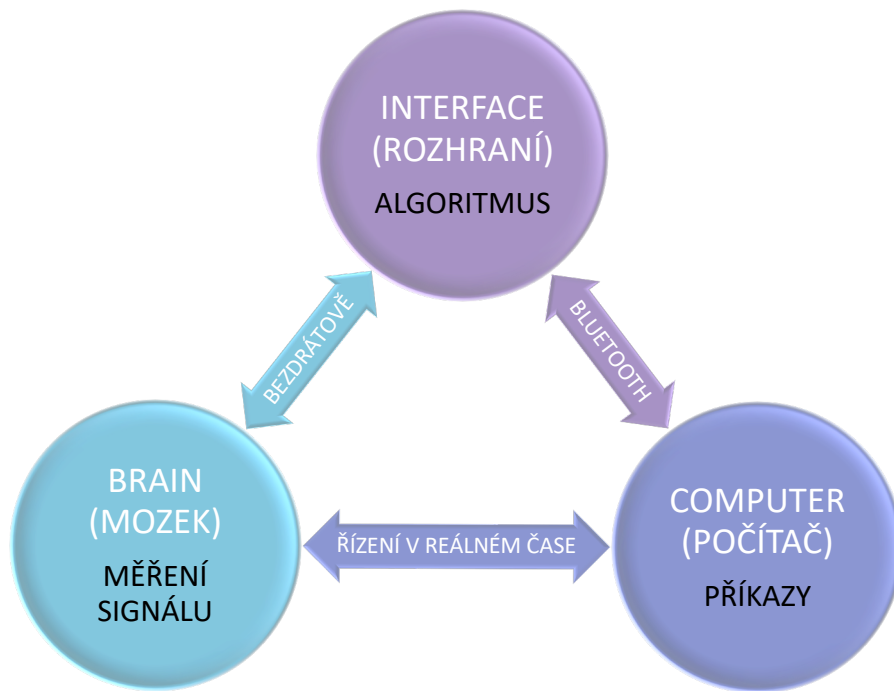 INTERFACE
(ROZHRANÍ)
ALGORITMUS
BEZDRÁTOVĚ
BLUETOOTH
BRAIN
(MOZEK)
MĚŘENÍ
SIGNÁLU
ŘÍZENÍ V REÁLNÉM ČASE
COMPUTER
(POČÍTAČ)
PŘÍKAZY